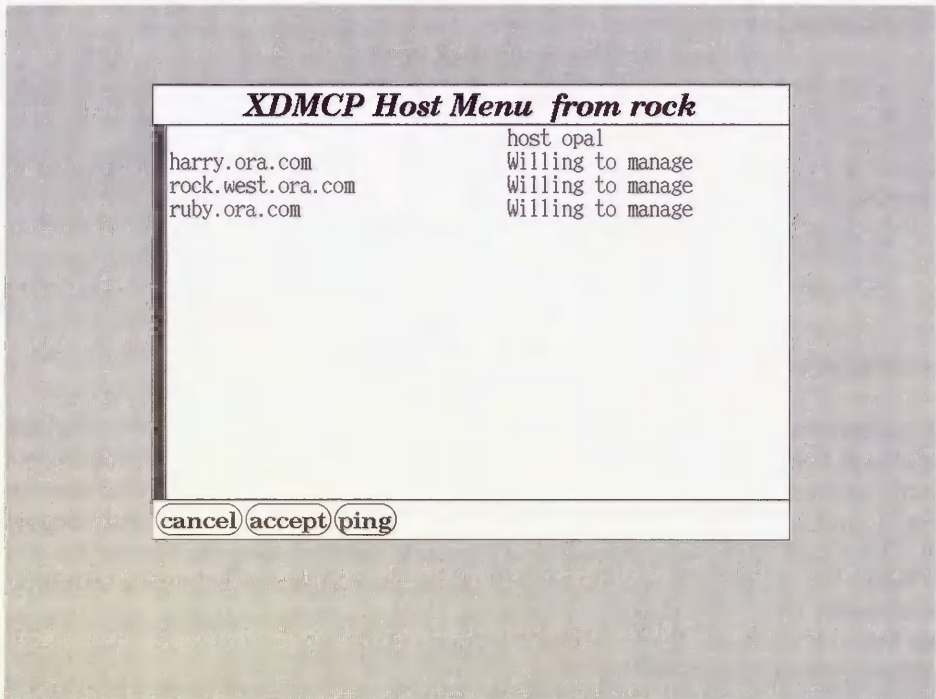 XDMCP Host Menu from rock
host opal
harry.ora.com Willing to manage
rock.west.ora.com Willing to manage
ruby.ora.com Willing to manage
cancel accept ping